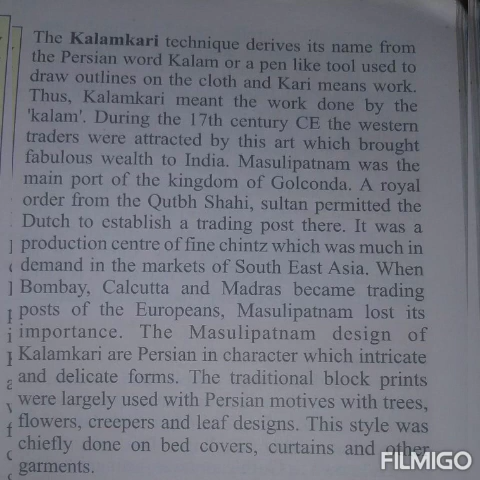 The Kalamkari technique derives its name from
the Persian word Kalam or a pen like tool used to
draw outlines on the cloth and Kari means work.
Thus, Kalamkari meant the work done by the
'kalam'. During the 17th century CE the western
traders were attracted by this art which brought
fabulous wealth to India. Masulipatnam was the
main port of the kingdom of Golconda. A royal
order from the Qutbh Shahi, sultan permitted the
Dutch to establish a trading post there. It was a
production centre of fine chintz which was much in
demand in the markets of South East Asia. When
Bombay, Calcutta and Madras became trading
posts of the Europeans, Masulipatnam lost its
importance. The Masulipatnam design of
Kalamkari are Persian in character which intricate
and delicate forms. The traditional block prints
were largely used with Persian motives with trees,
flowers, creepers and leaf designs. This style was
chiefly done on bed covers, curtains and other
garments.
FILMIGO